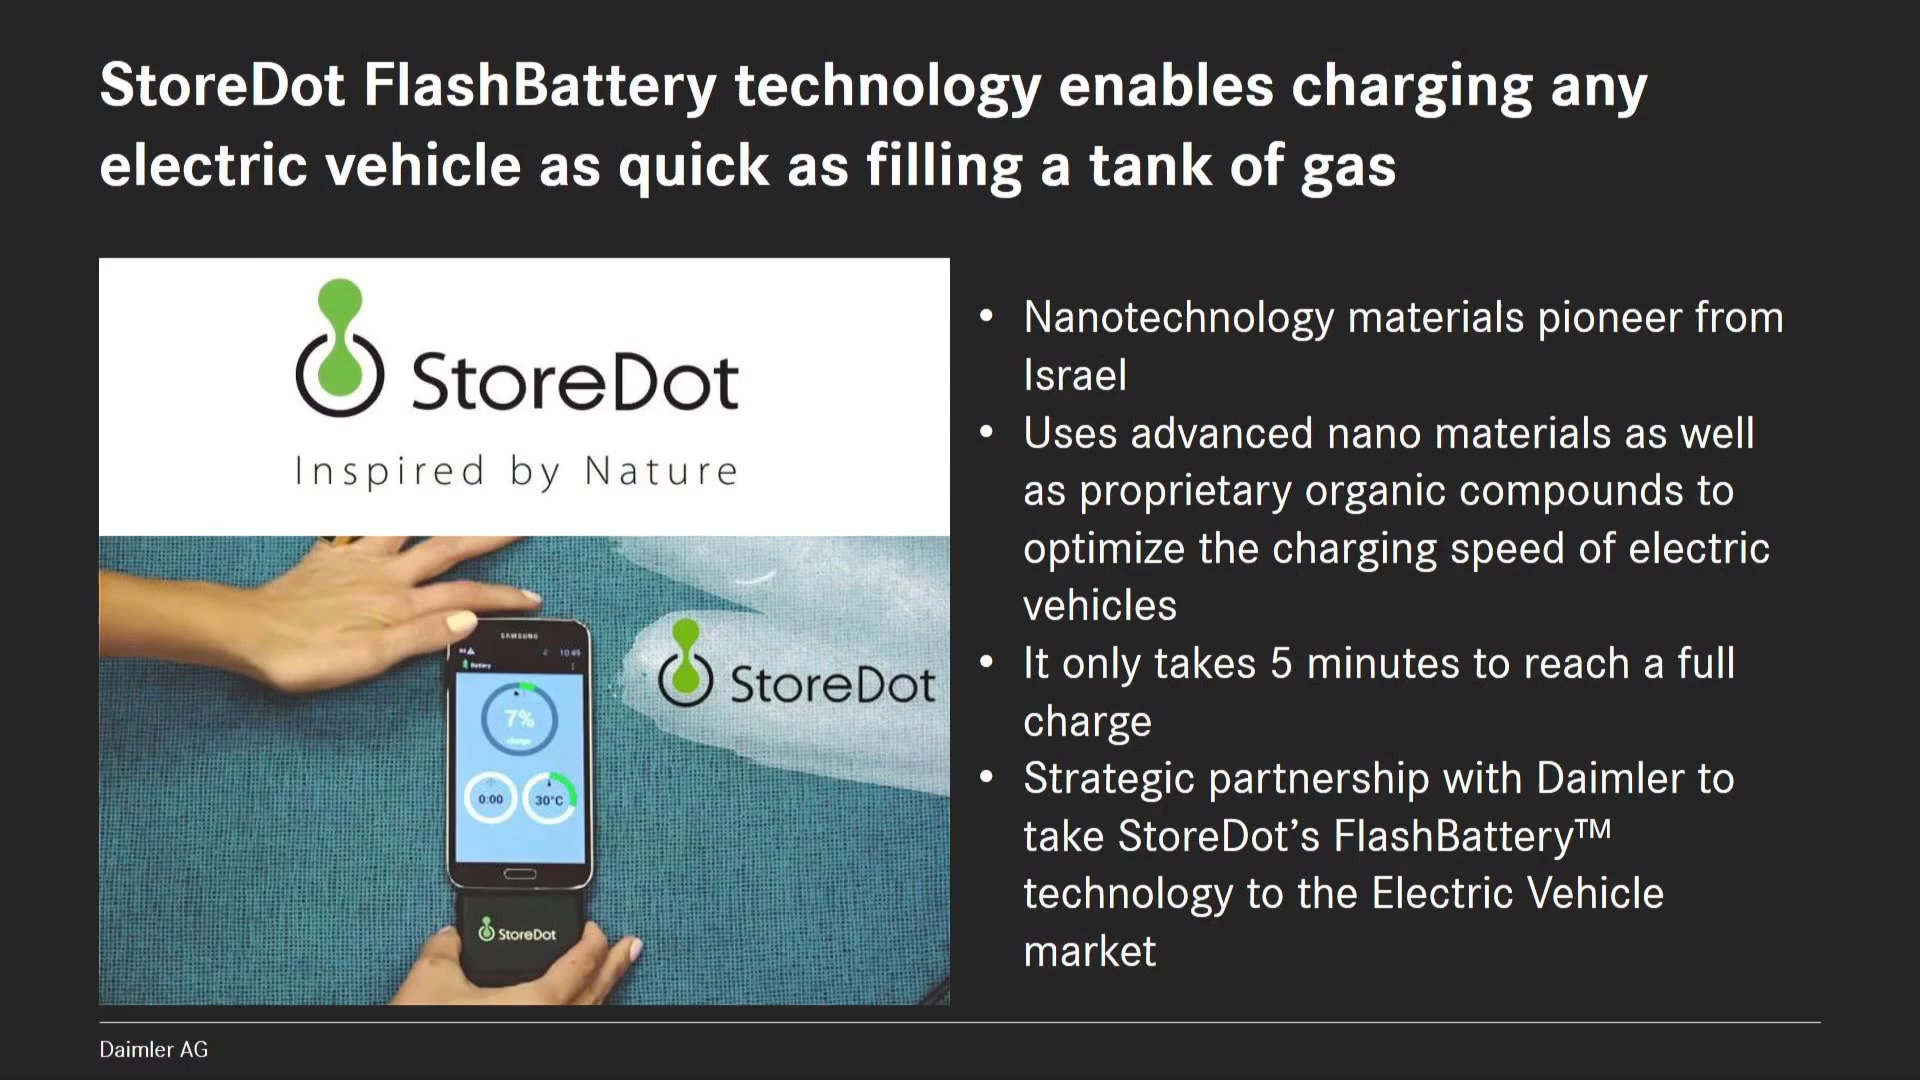 StoreDot FlashBattery technology enables charging any
electric vehicle as quick as filling a tank of gas
StoreDot
Inspired by Nature
SAMSUNG
10:49
Battery
7%
0:00
30°C
StoreDot
StoreDot
• Nanotechnology materials pioneer from
Israel
• Uses advanced nano materials as well
as proprietary organic compounds to
optimize the charging speed of electric
vehicles
• It only takes 5 minutes to reach a full
charge
• Strategic partnership with Daimler to
take StoreDot’s FlashBattery™
technology to the Electric Vehicle
market
Daimler AG